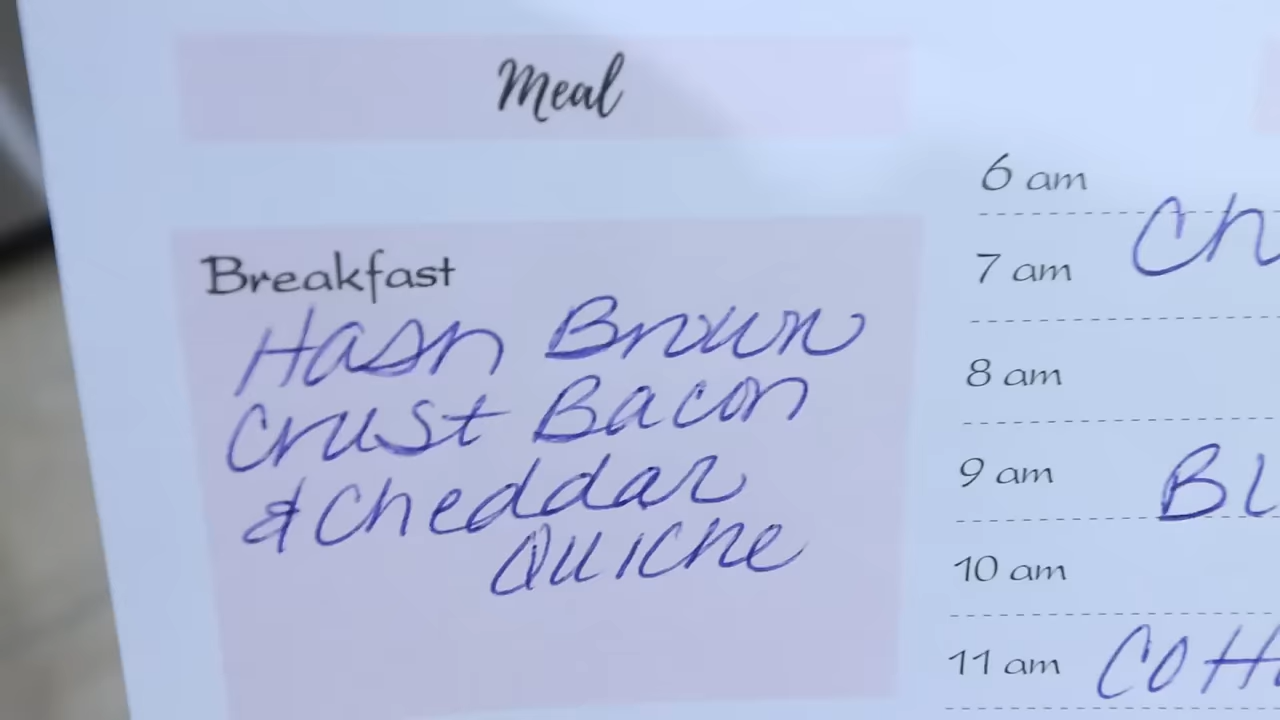 Meal
Breakfast
Hash Brown
Crust Bacon
& Cheddar
Quiche
6 am
7 am
8 am
9 am
10 am
11 am